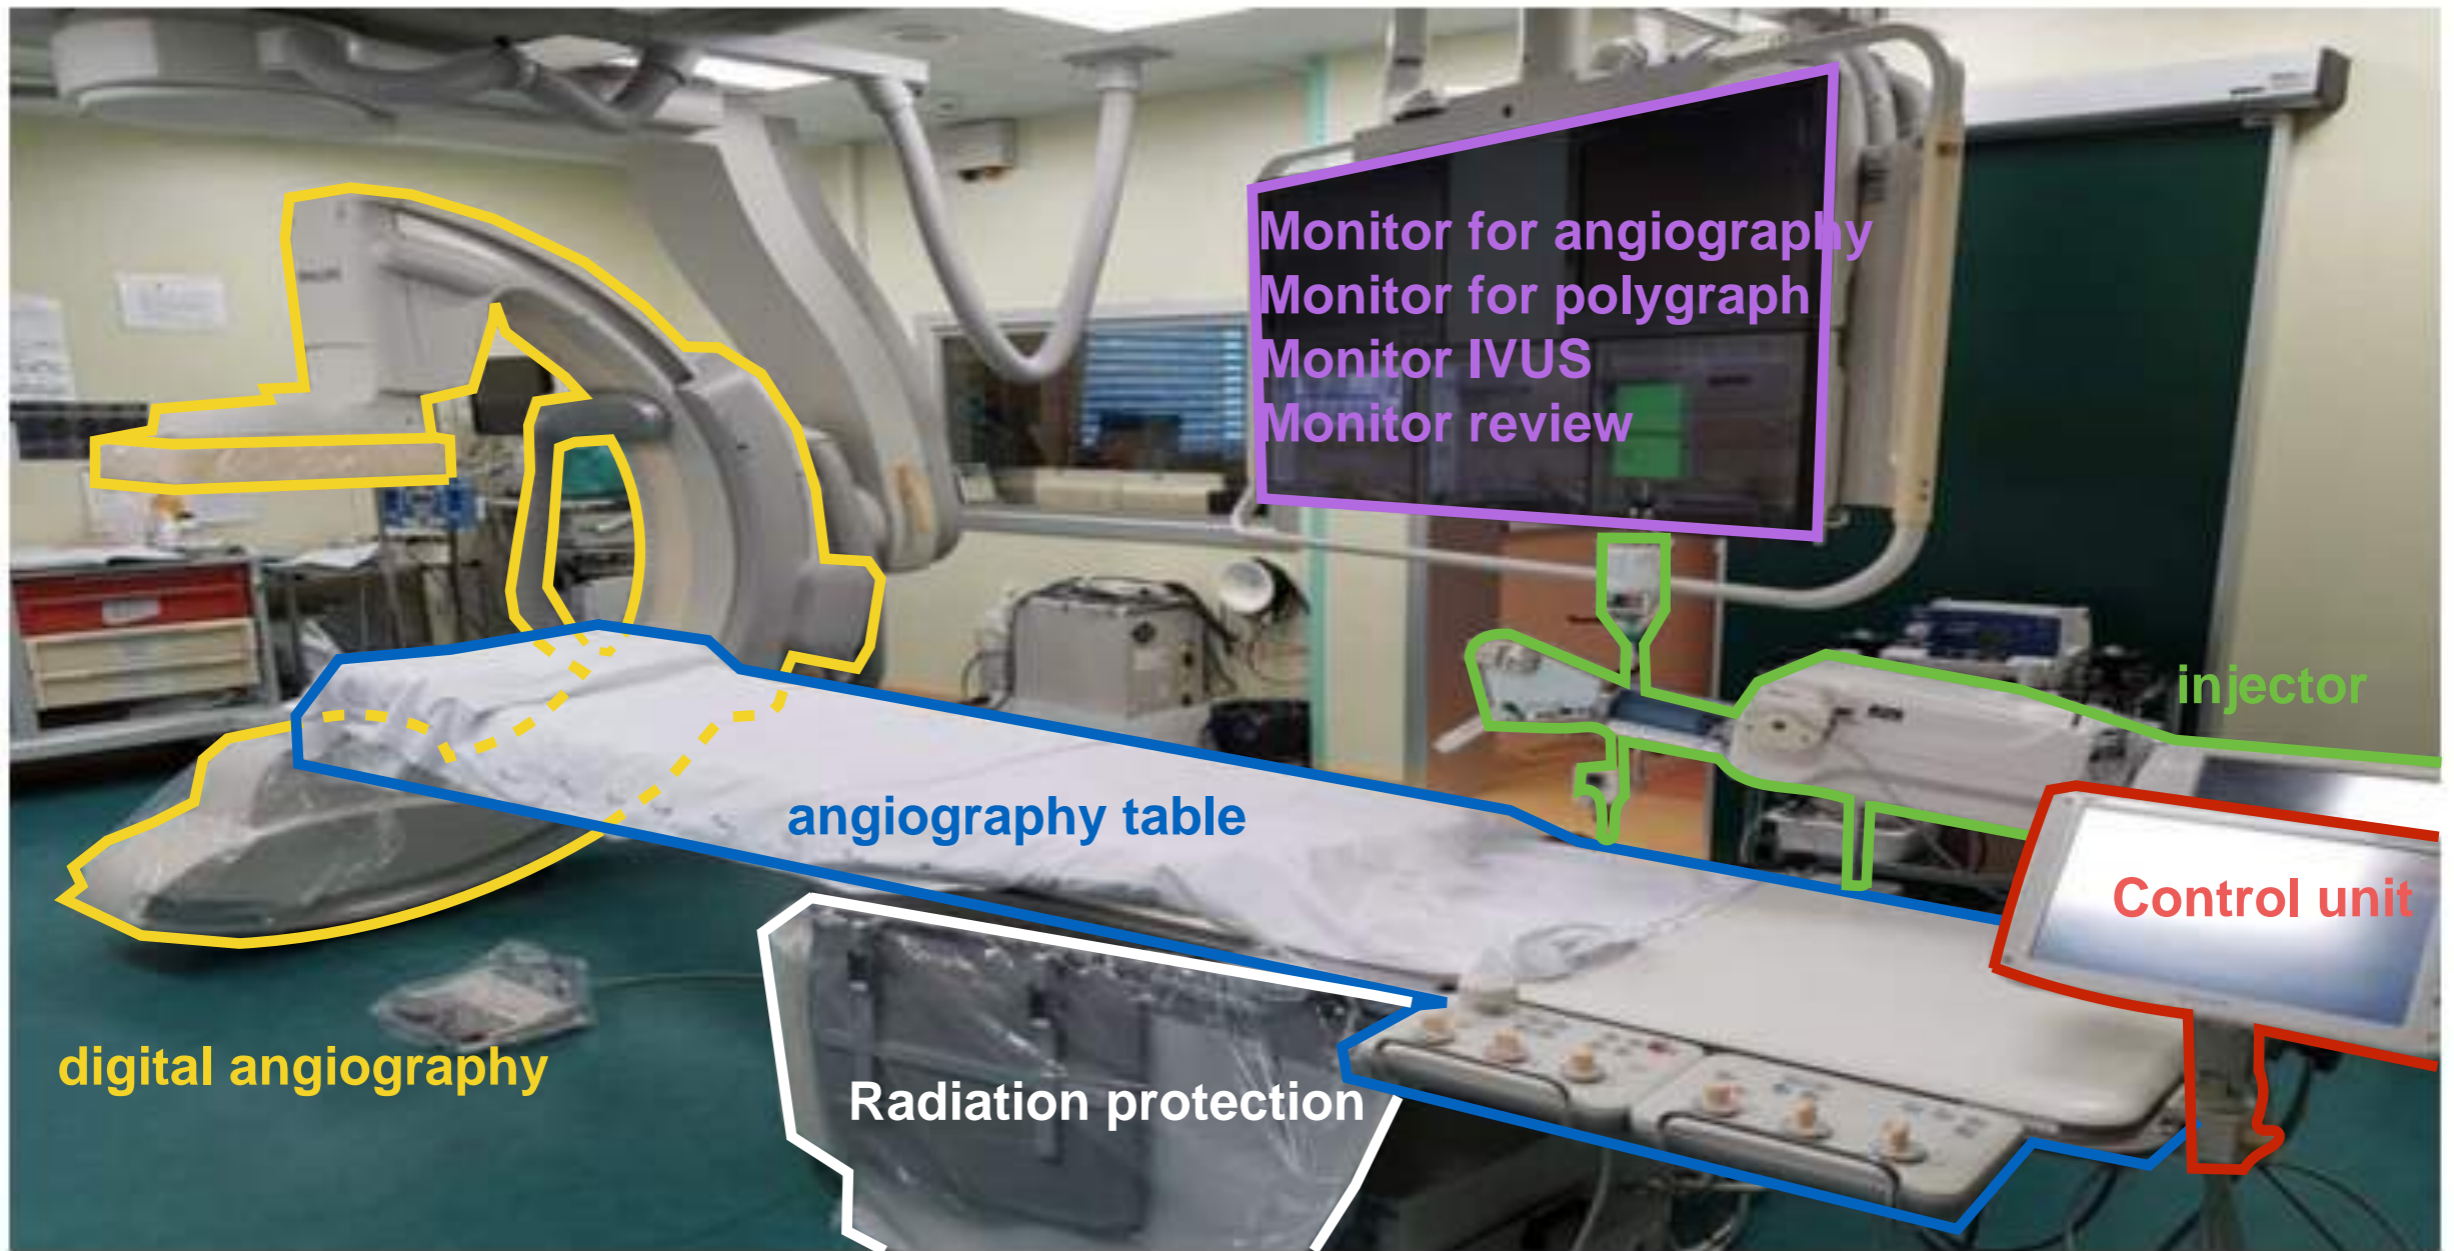 Monitor for angiography
Monitor for polygraph
Monitor IVUS
Monitor review
injector
angiography table
Control unit
digital angiography
Radiation protection